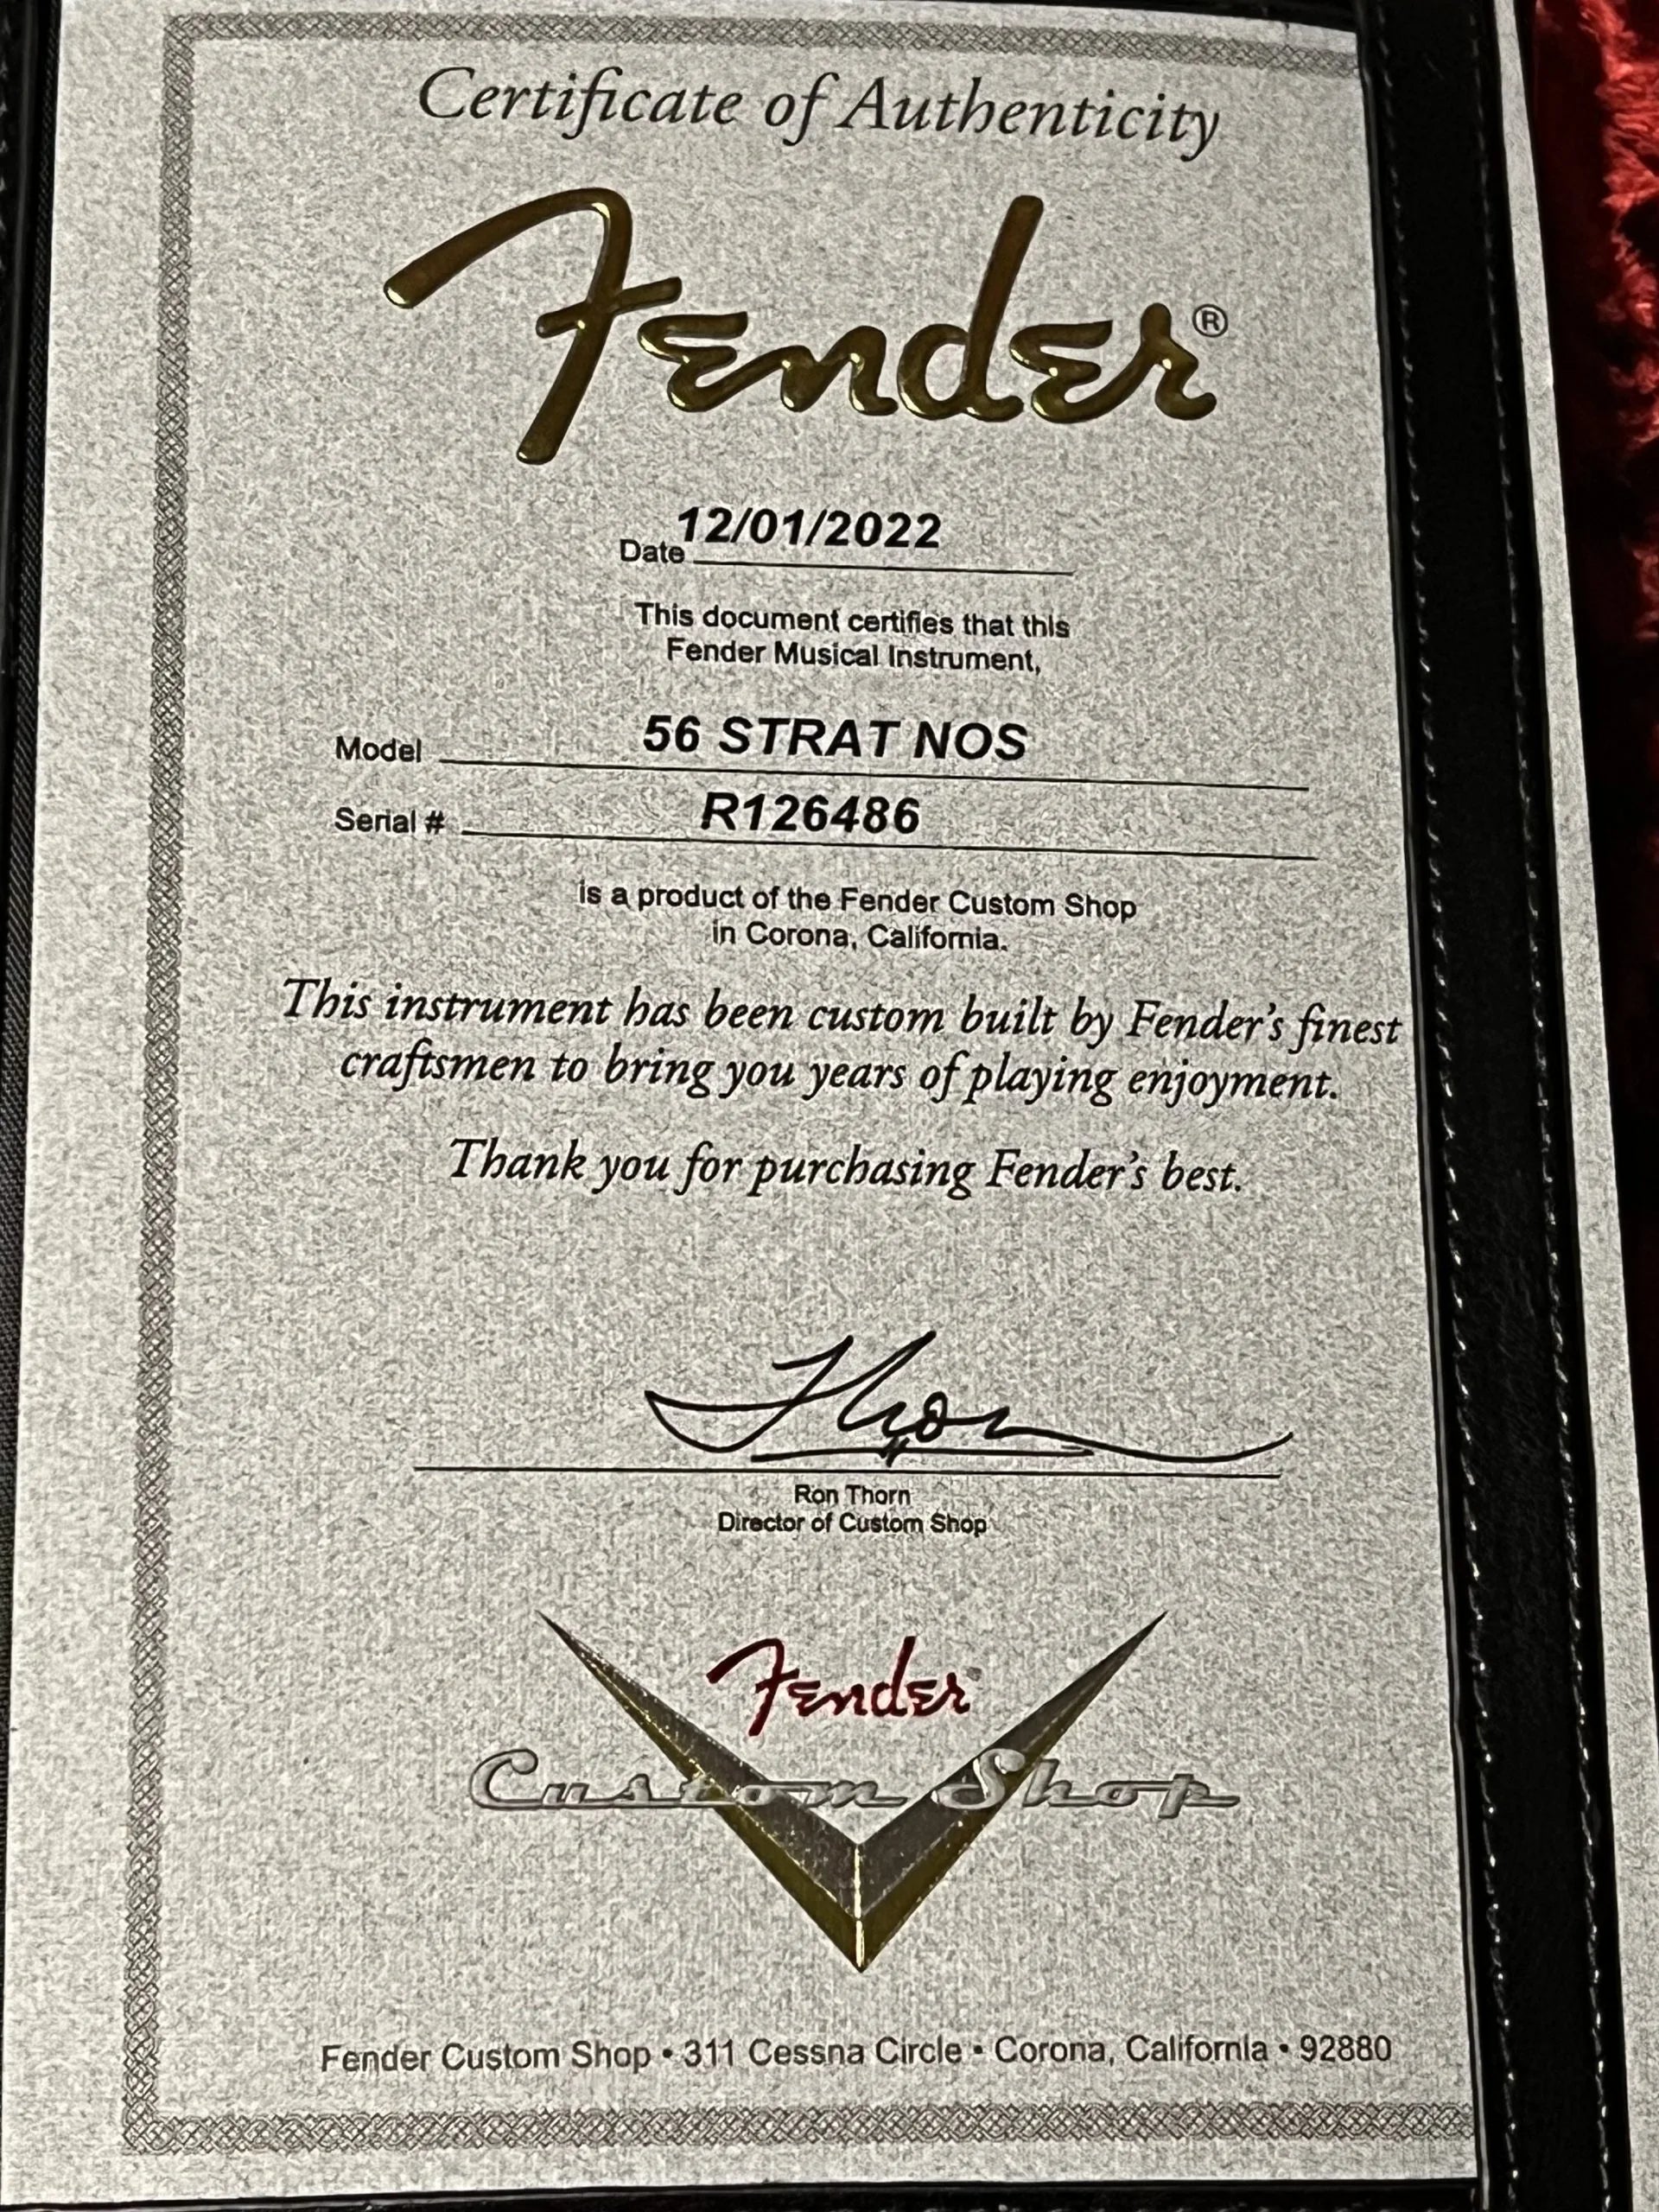 Certificate of Authenticity
Fender®
Date 12/01/2022
This document certifies that this
Fender Musical Instrument,
Model 56 STRAT NOS
Serial # R126486
is a product of the Fender Custom Shop
in Corona, California.
This instrument has been custom built by Fender's finest
craftsmen to bring you years of playing enjoyment.
Thank you for purchasing Fender's best.
Thorn
Ron Thorn
Director of Custom Shop
Fender
Custom Shop
Fender Custom Shop • 311 Cessna Circle • Corona, California • 92880